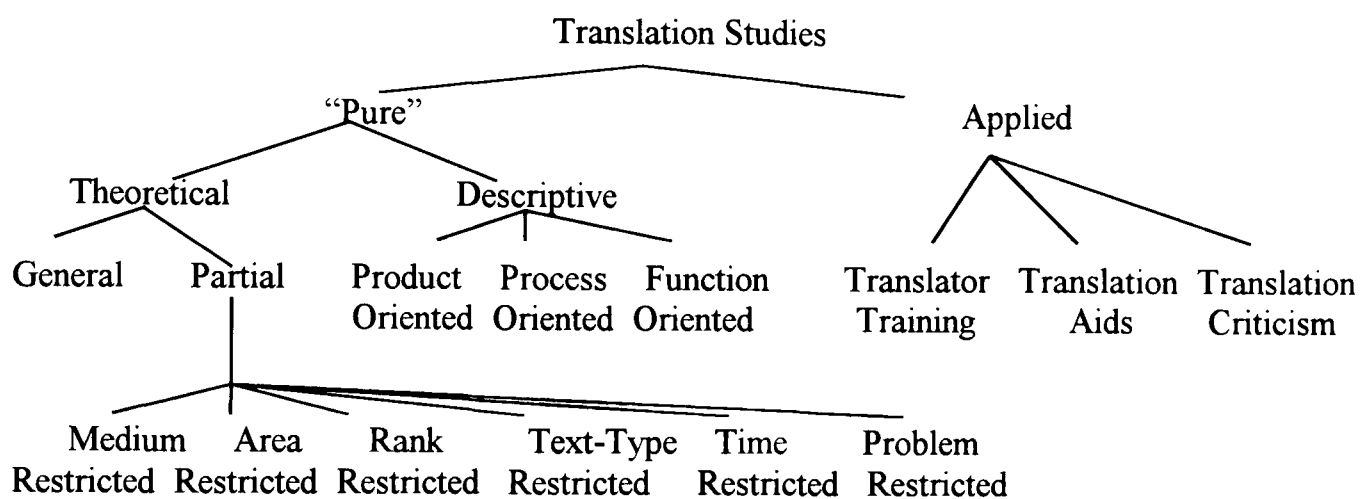 Translation Studies
“Pure”
Applied
Theoretical
Descriptive
General
Partial
Product
Oriented
Process
Oriented
Function
Oriented
Translator
Training
Translation
Aids
Translation
Criticism
Medium
Restricted
Area
Restricted
Rank
Restricted
Text-Type
Restricted
Time
Restricted
Problem
Restricted